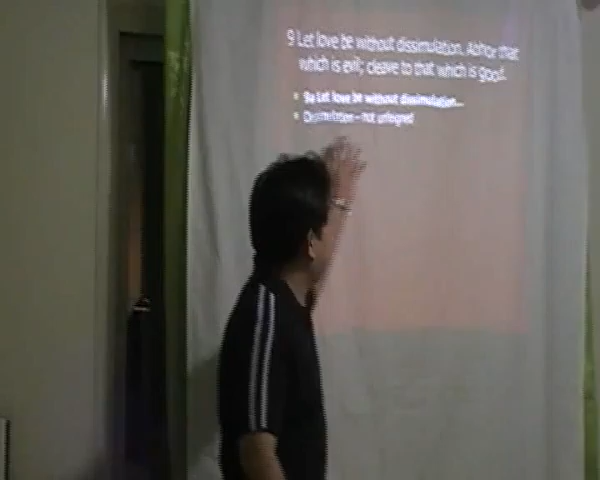 9 Let love be without dissimulation. Abhor that
which is evil; cleave to that which is good.
• 9a Let love be without dissimulation...
• Dissimulation - not unfeigned